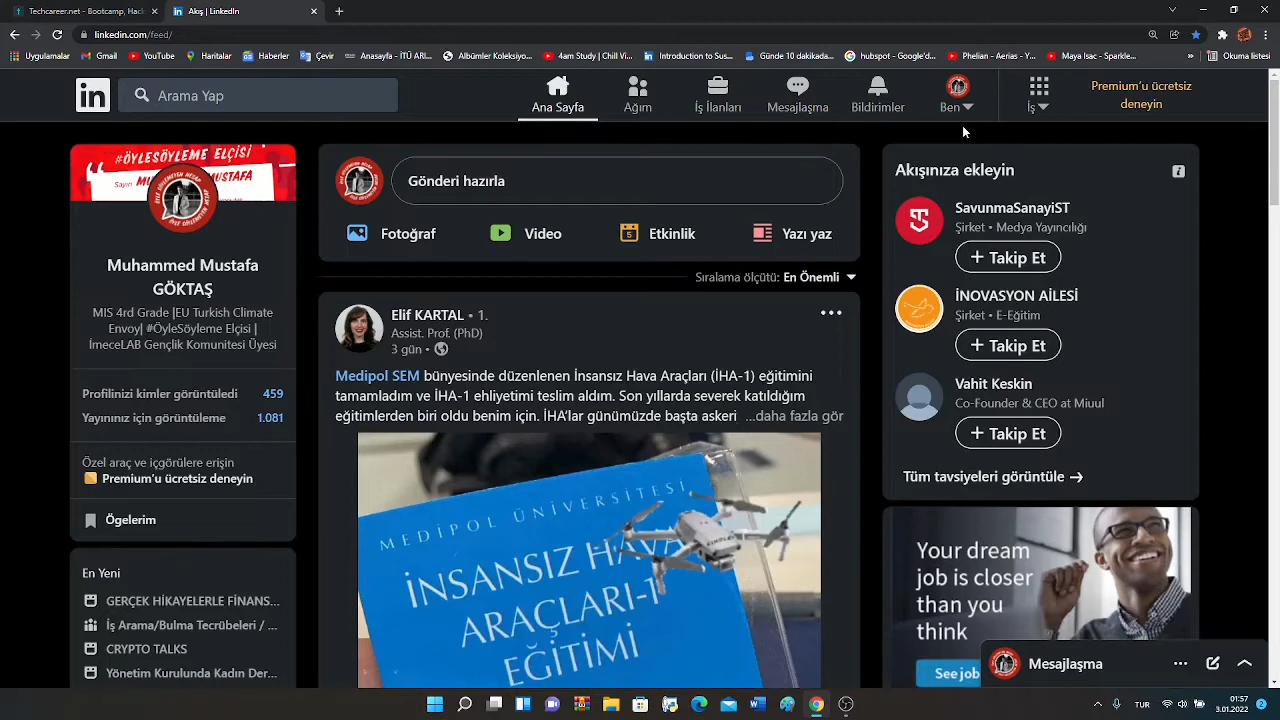 Techcareer.net - Bootcamp, Hack
Akış | LinkedIn
linkedin.com/feed/
Uygulamalar
YouTube
Haritalar
Haberler
Çevir
Anasayfa - İTÜ ARI...
Albümler Koleksiyo...
4am Study | Chill Vi...
Introduction to Sus...
Günde 10 dakikada...
hubspot - Google'd...
Phelian - Aerias - Y...
Maya Isac - Sparkle...
»
Okuma listesi
in
Arama Yap
Ana Sayfa
Ağım
İş İlanları
Mesajlaşma
Bildirimler
Ben
İş
Premium'u ücretsiz
deneyin
#ÖYLESÖYLEME ELÇİSİ
Sayın
MUSTAFA
Muhammed Mustafa
GÖKTAŞ
MIS 4rd Grade |EU Turkish Climate
Envoy| #ÖyleSöyleme Elçisi |
İmeceLAB Gençlik Komunitesi Üyesi
Profilinizi kimler görüntüledi 459
Yayınınız için görüntüleme 1.081
Özel araç ve içgörülere erişin
Premium'u ücretsiz deneyin
Ögelerim
En Yeni
GERÇEK HİKAYELERLE FİNANS...
İş Arama/Bulma Tecrübeleri / ...
CRYPTO TALKS
Yönetim Kurulunda Kadın Der...
Gönderi hazırla
Fotoğraf
Video
5
Etkinlik
Yazı yaz
Sıralama ölçütü: En Önemli
Elif KARTAL • 1.
Assist. Prof. (PhD)
3 gün •
Medipol SEM bünyesinde düzenlenen İnsansız Hava Araçları (İHA-1) eğitimini
tamamladım ve İHA-1 ehliyetimi teslim aldım. Son yıllarda severek katıldığım
eğitimlerden biri oldu benim için. İHA'lar günümüzde başta askeri ...daha fazla gör
MEDİPOL ÜNİVERSİTESİ
İNSANSIZ HAVA
ARAÇLARI-1
EĞİTİMİ
Akışınıza ekleyin
SavunmaSanayiST
Şirket • Medya Yayıncılığı
+ Takip Et
İNOVASYON AİLESİ
Şirket • E-Eğitim
+ Takip Et
Vahit Keskin
Co-Founder & CEO at Miuul
+ Takip Et
Tüm tavsiyeleri görüntüle →
Your dream
job is closer
than you
think
See job
Mesajlaşma
TUR
01:57
3.01.2022
2